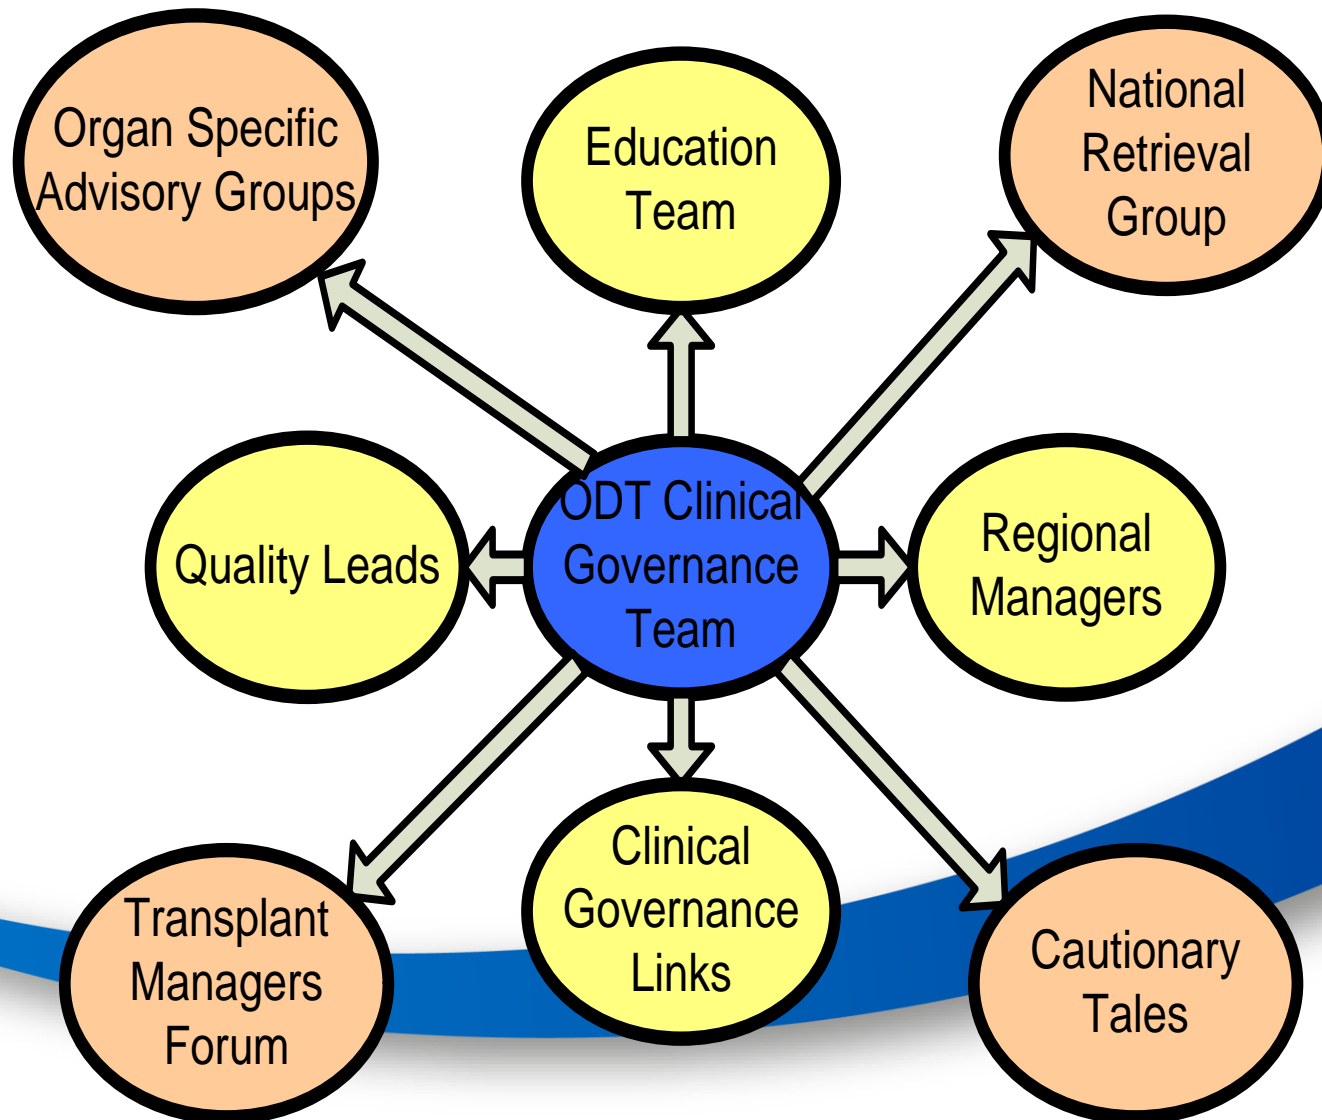 Organ Specific
Advisory Groups
Education
Team
National
Retrieval
Group
Quality Leads
ODT Clinical
Governance
Team
Regional
Managers
Transplant
Managers
Forum
Clinical
Governance
Links
Cautionary
Tales